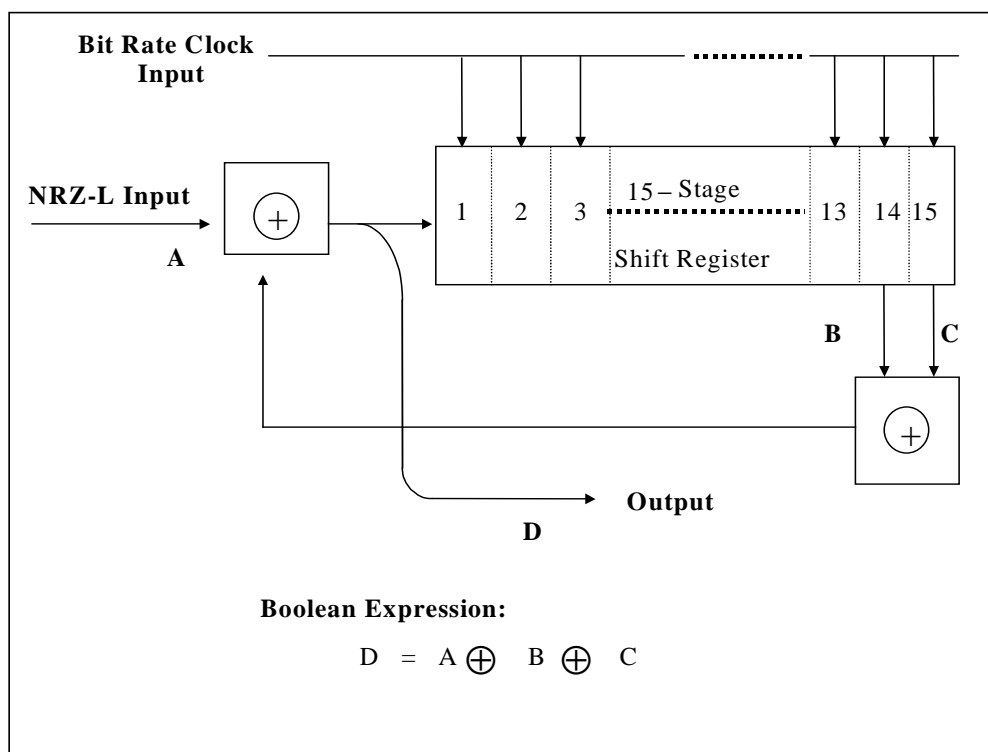 Bit Rate Clock
Input
NRZ-L Input
A
+
1 2 3 15 – Stage 13 14 15
Shift Register
B C
+
Output
D
Boolean Expression:
D = A ⊕ B ⊕ C